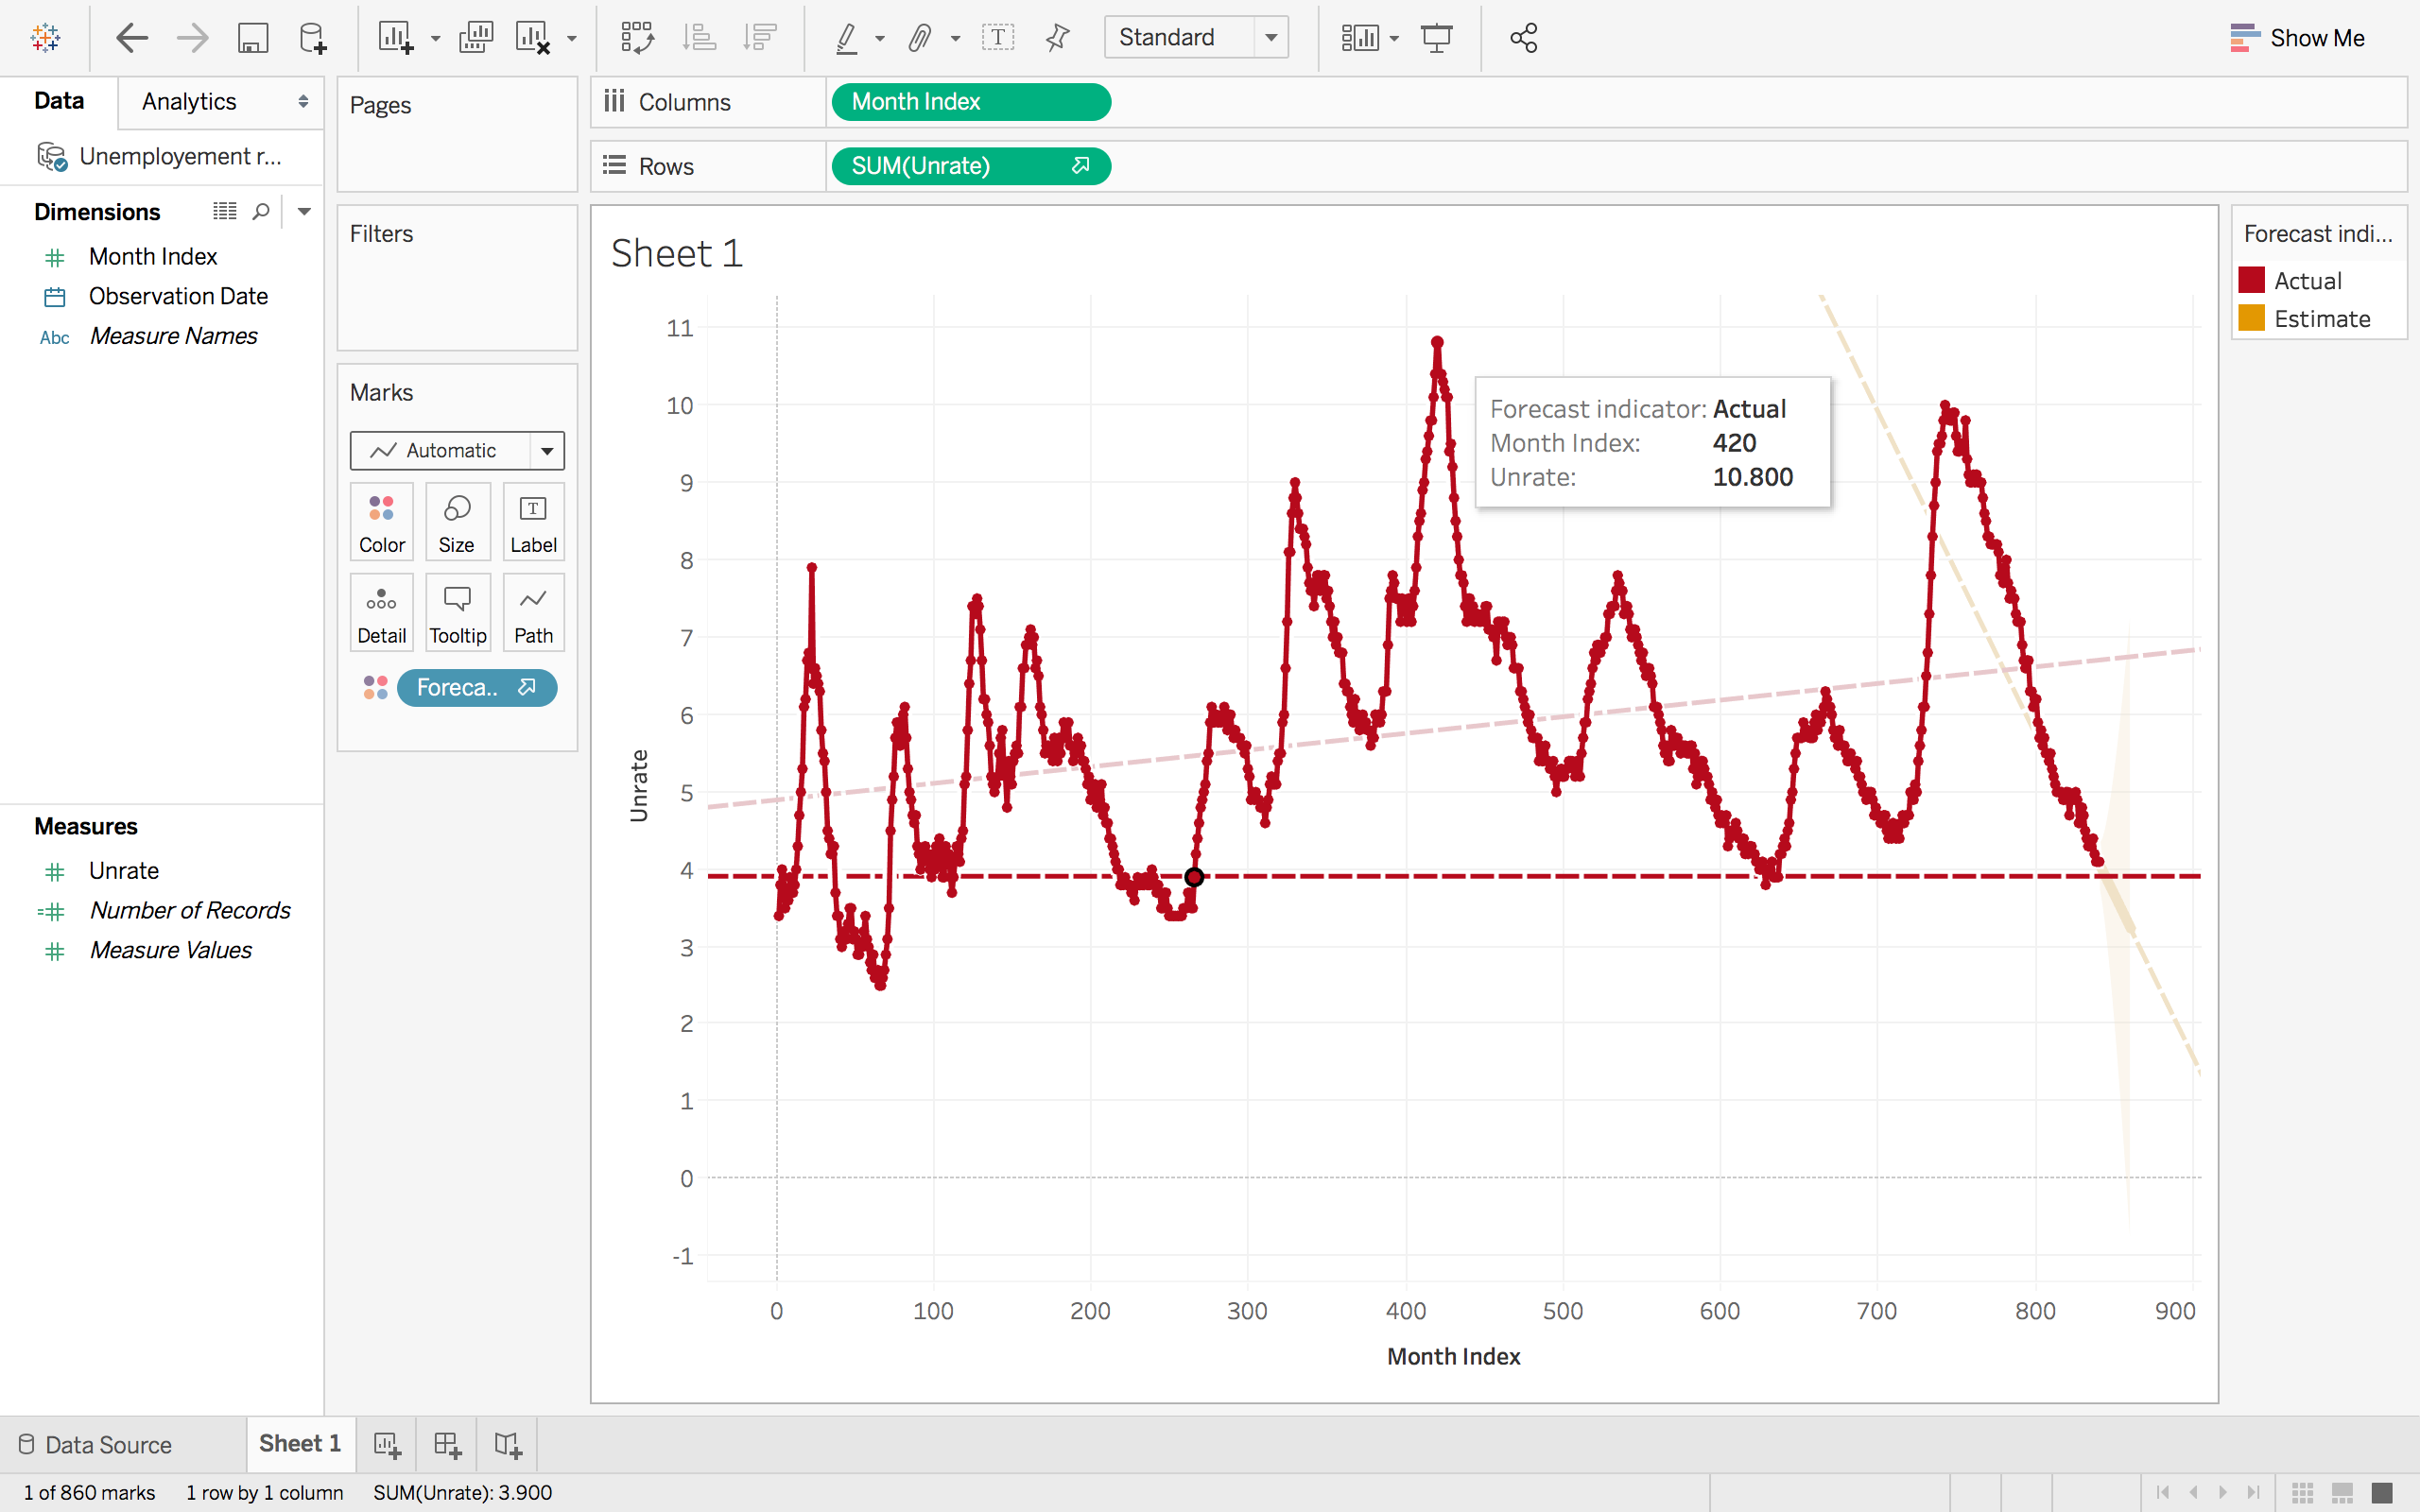 Standard
Show Me
Data
Analytics
Unemployement r...
Dimensions
Month Index
Observation Date
Abc Measure Names
Measures
Unrate
Number of Records
Measure Values
Pages
Filters
Marks
Automatic
Color Size Label
Detail Tooltip Path
Foreca..
Columns Month Index
Rows SUM(Unrate)
Sheet 1
11
10
9
8
7
6
5
4
3
2
1
0
-1
Unrate
Forecast indicator: Actual
Month Index: 420
Unrate: 10.800
0 100 200 300 400 500 600 700 800 900
Month Index
Forecast indi...
Actual
Estimate
Data Source Sheet 1
1 of 860 marks 1 row by 1 column SUM(Unrate): 3.900